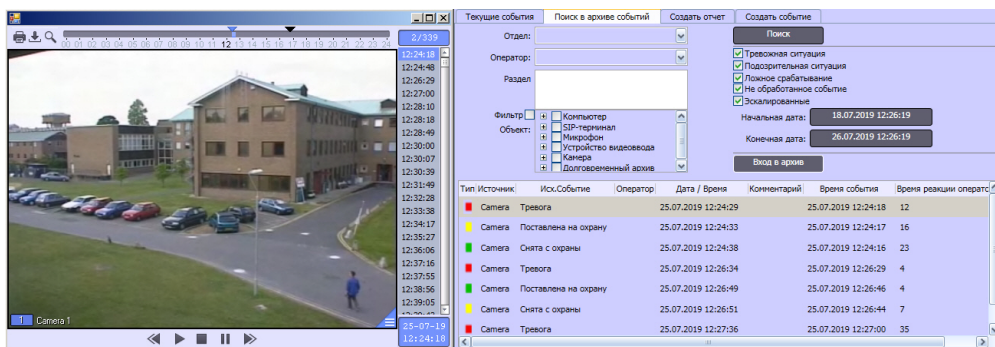 00 01 02 03 04 05 06 07 08 09 10 11 12 13 14 15 16 17 18 19 20 21 22 23 24
2/339
12:24:18
12:24:48
12:26:29
12:27:00
12:28:10
12:28:18
12:28:49
12:30:00
12:30:07
12:30:39
12:31:49
12:32:28
12:33:38
12:34:17
12:35:27
12:36:06
12:37:16
12:37:55
12:38:56
12:39:05
1 Camera 1
25-07-19
12:24:18
Текущие события Поиск в архиве событий Создать отчет Создать событие
Отдел:
Оператор:
Раздел
Фильтр
Объект:
Компьютер
SIP-терминал
Микрофон
Устройство видеоввода
Камера
Долговременный архив
Поиск
Тревожная ситуация
Подозрительная ситуация
Ложное срабатывание
Не обработанное событие
Эскалированные
Начальная дата: 18.07.2019 12:26:19
Конечная дата: 26.07.2019 12:26:19
Вход в архив
Тип Источник Исх.Событие Оператор Дата / Время Комментарий Время события Время реакции операто
Camera Тревога 25.07.2019 12:24:29 25.07.2019 12:24:18 12
Camera Поставлена на охрану 25.07.2019 12:24:33 25.07.2019 12:24:17 16
Camera Снята с охраны 25.07.2019 12:24:38 25.07.2019 12:24:16 23
Camera Тревога 25.07.2019 12:26:34 25.07.2019 12:26:29 4
Camera Поставлена на охрану 25.07.2019 12:26:49 25.07.2019 12:26:46 4
Camera Снята с охраны 25.07.2019 12:26:51 25.07.2019 12:26:44 7
Camera Тревога 25.07.2019 12:27:36 25.07.2019 12:27:00 35